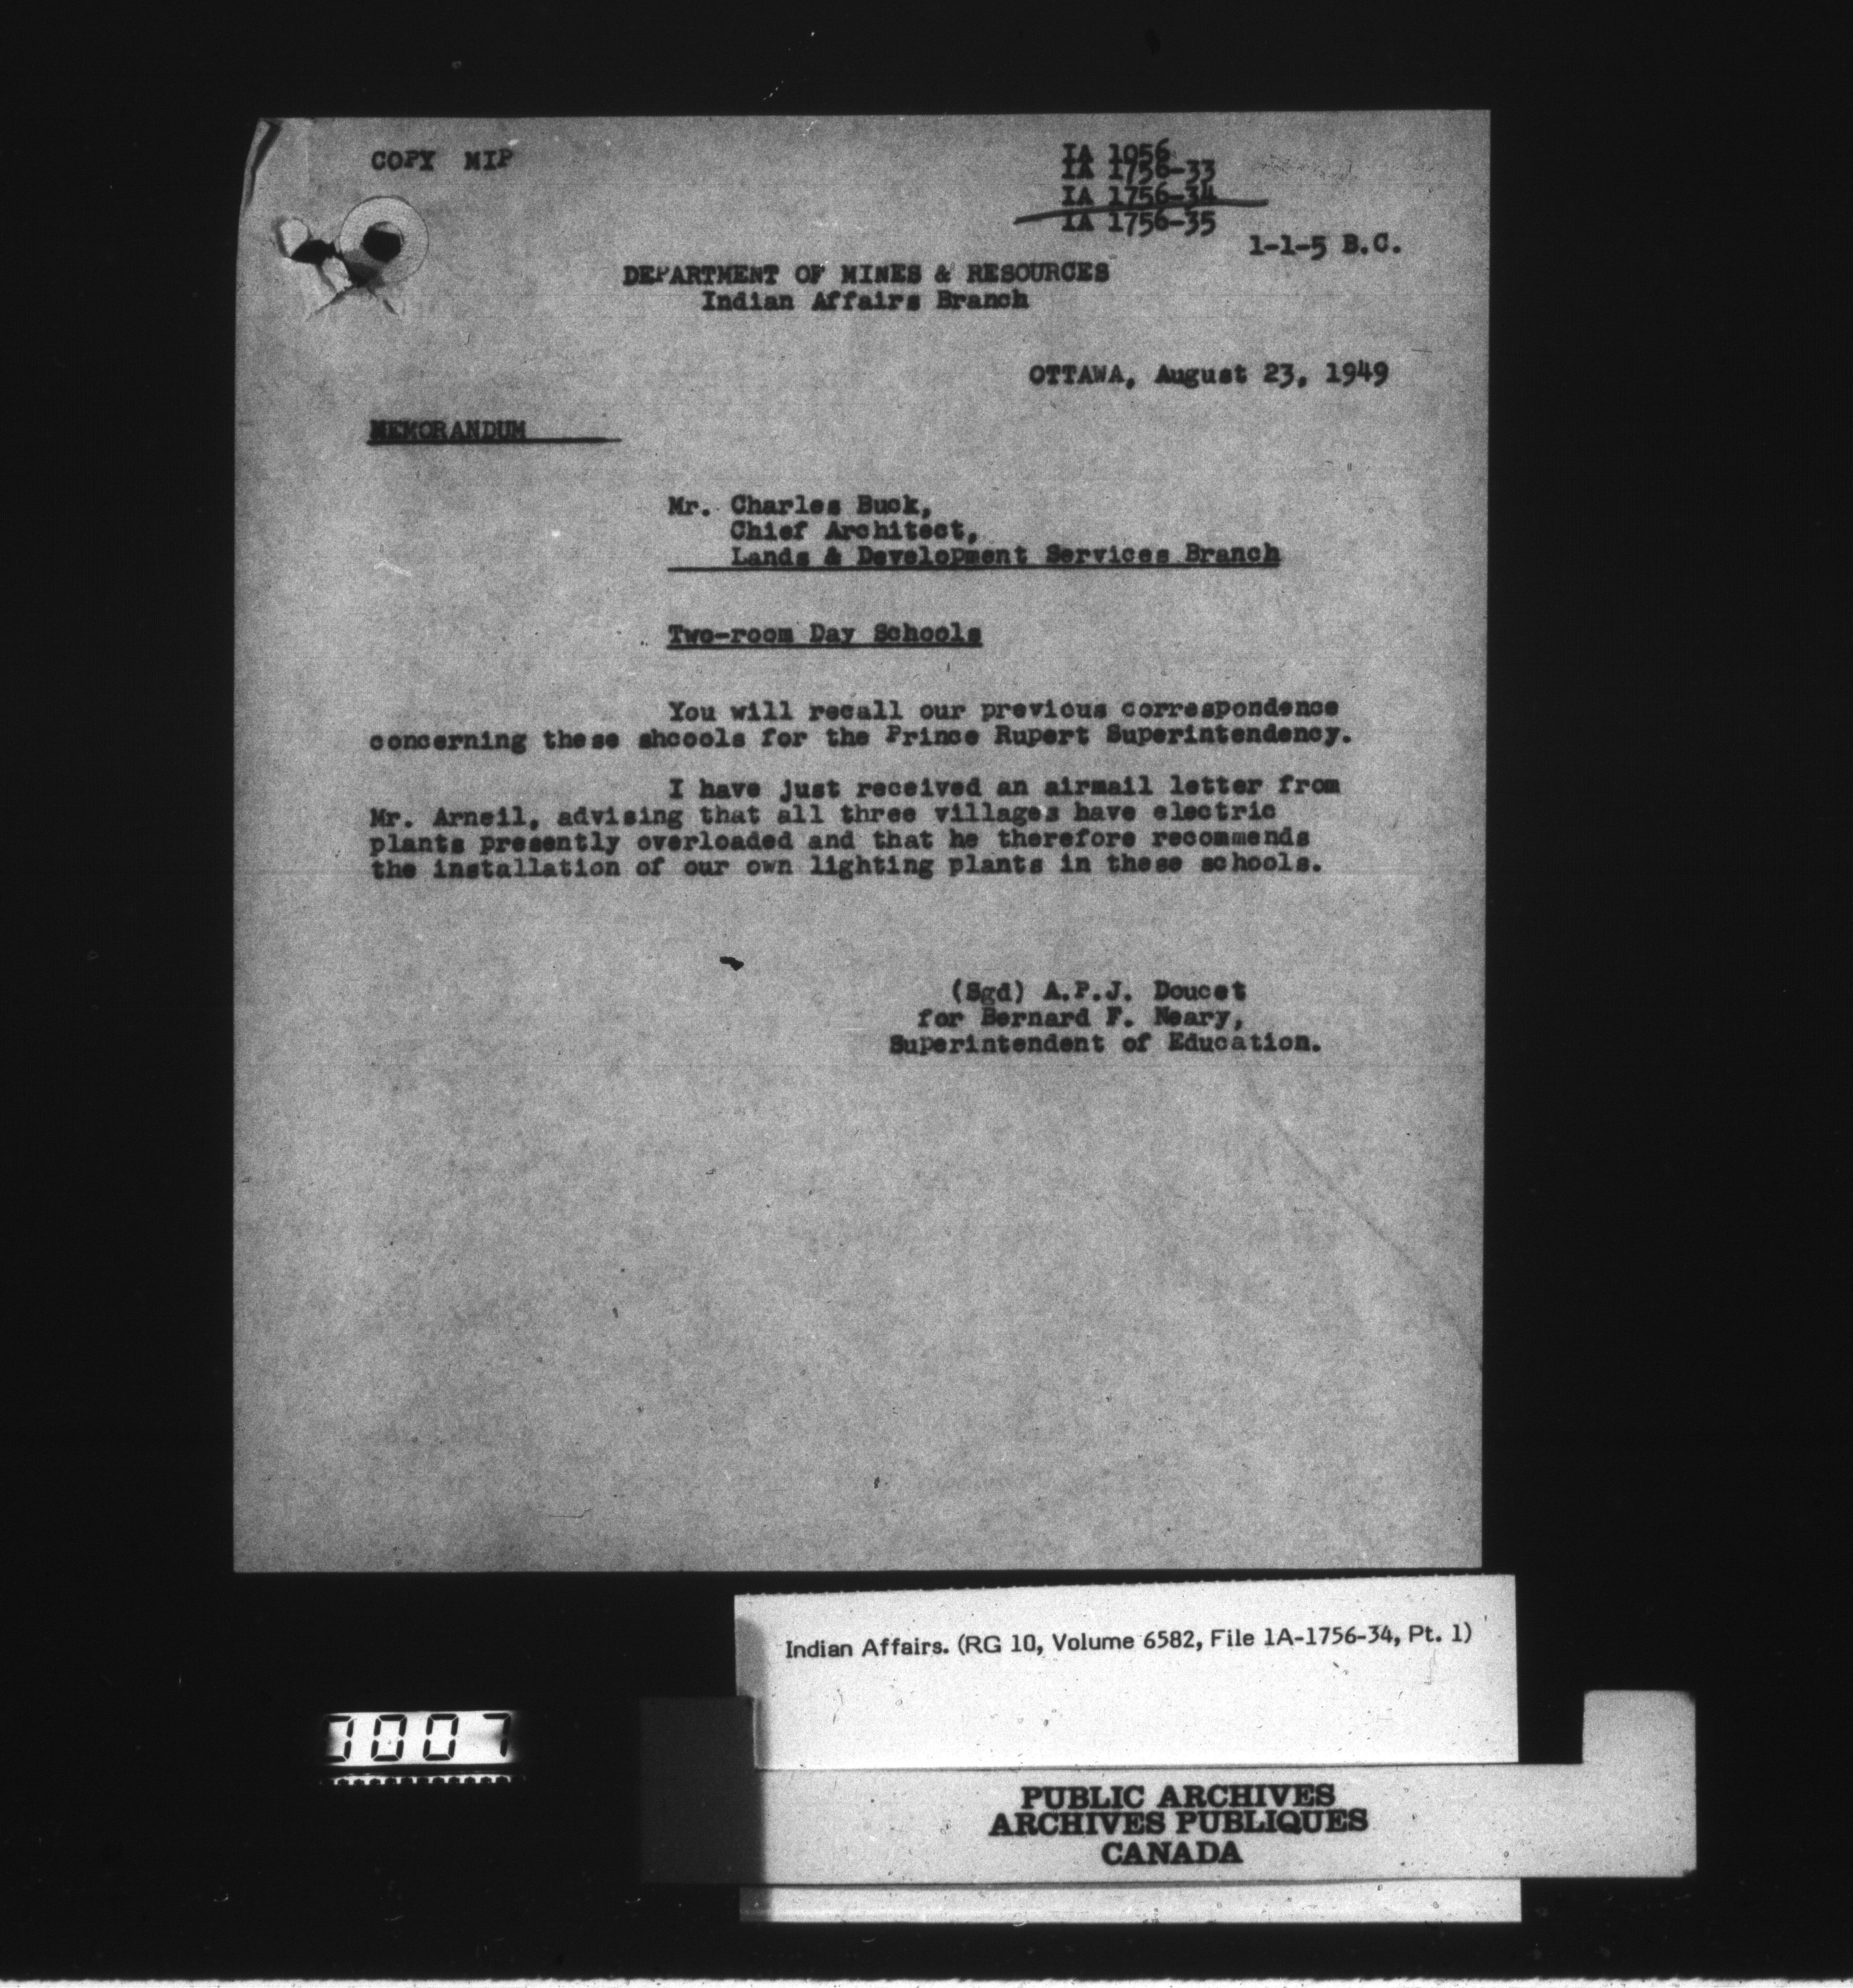 COPY MIP
IA 1056
IA 1756-33
IA 1756-34
IA 1756-35
1-1-5 B.C.
DEPARTMENT OF MINES & RESOURCES
Indian Affairs Branch
OTTAWA, August 23, 1949
MEMORANDUM
Mr. Charles Buck,
Chief Architect,
Lands & Development Services Branch
Two-room Day Schools
You will recall our previous correspondence
concerning these shcools for the Prince Rupert Superintendency.
I have just received an airmail letter from
Mr. Arneil, advising that all three villages have electric
plants presently overloaded and that he therefore recommends
the installation of our own lighting plants in these schools.
(Sgd) A.P.J. Doucet
for Bernard F. Neary,
Superintendent of Education.
Indian Affairs. (RG 10, Volume 6582, File 1A-1756-34, Pt. 1)
0007
PUBLIC ARCHIVES
ARCHIVES PUBLIQUES
CANADA